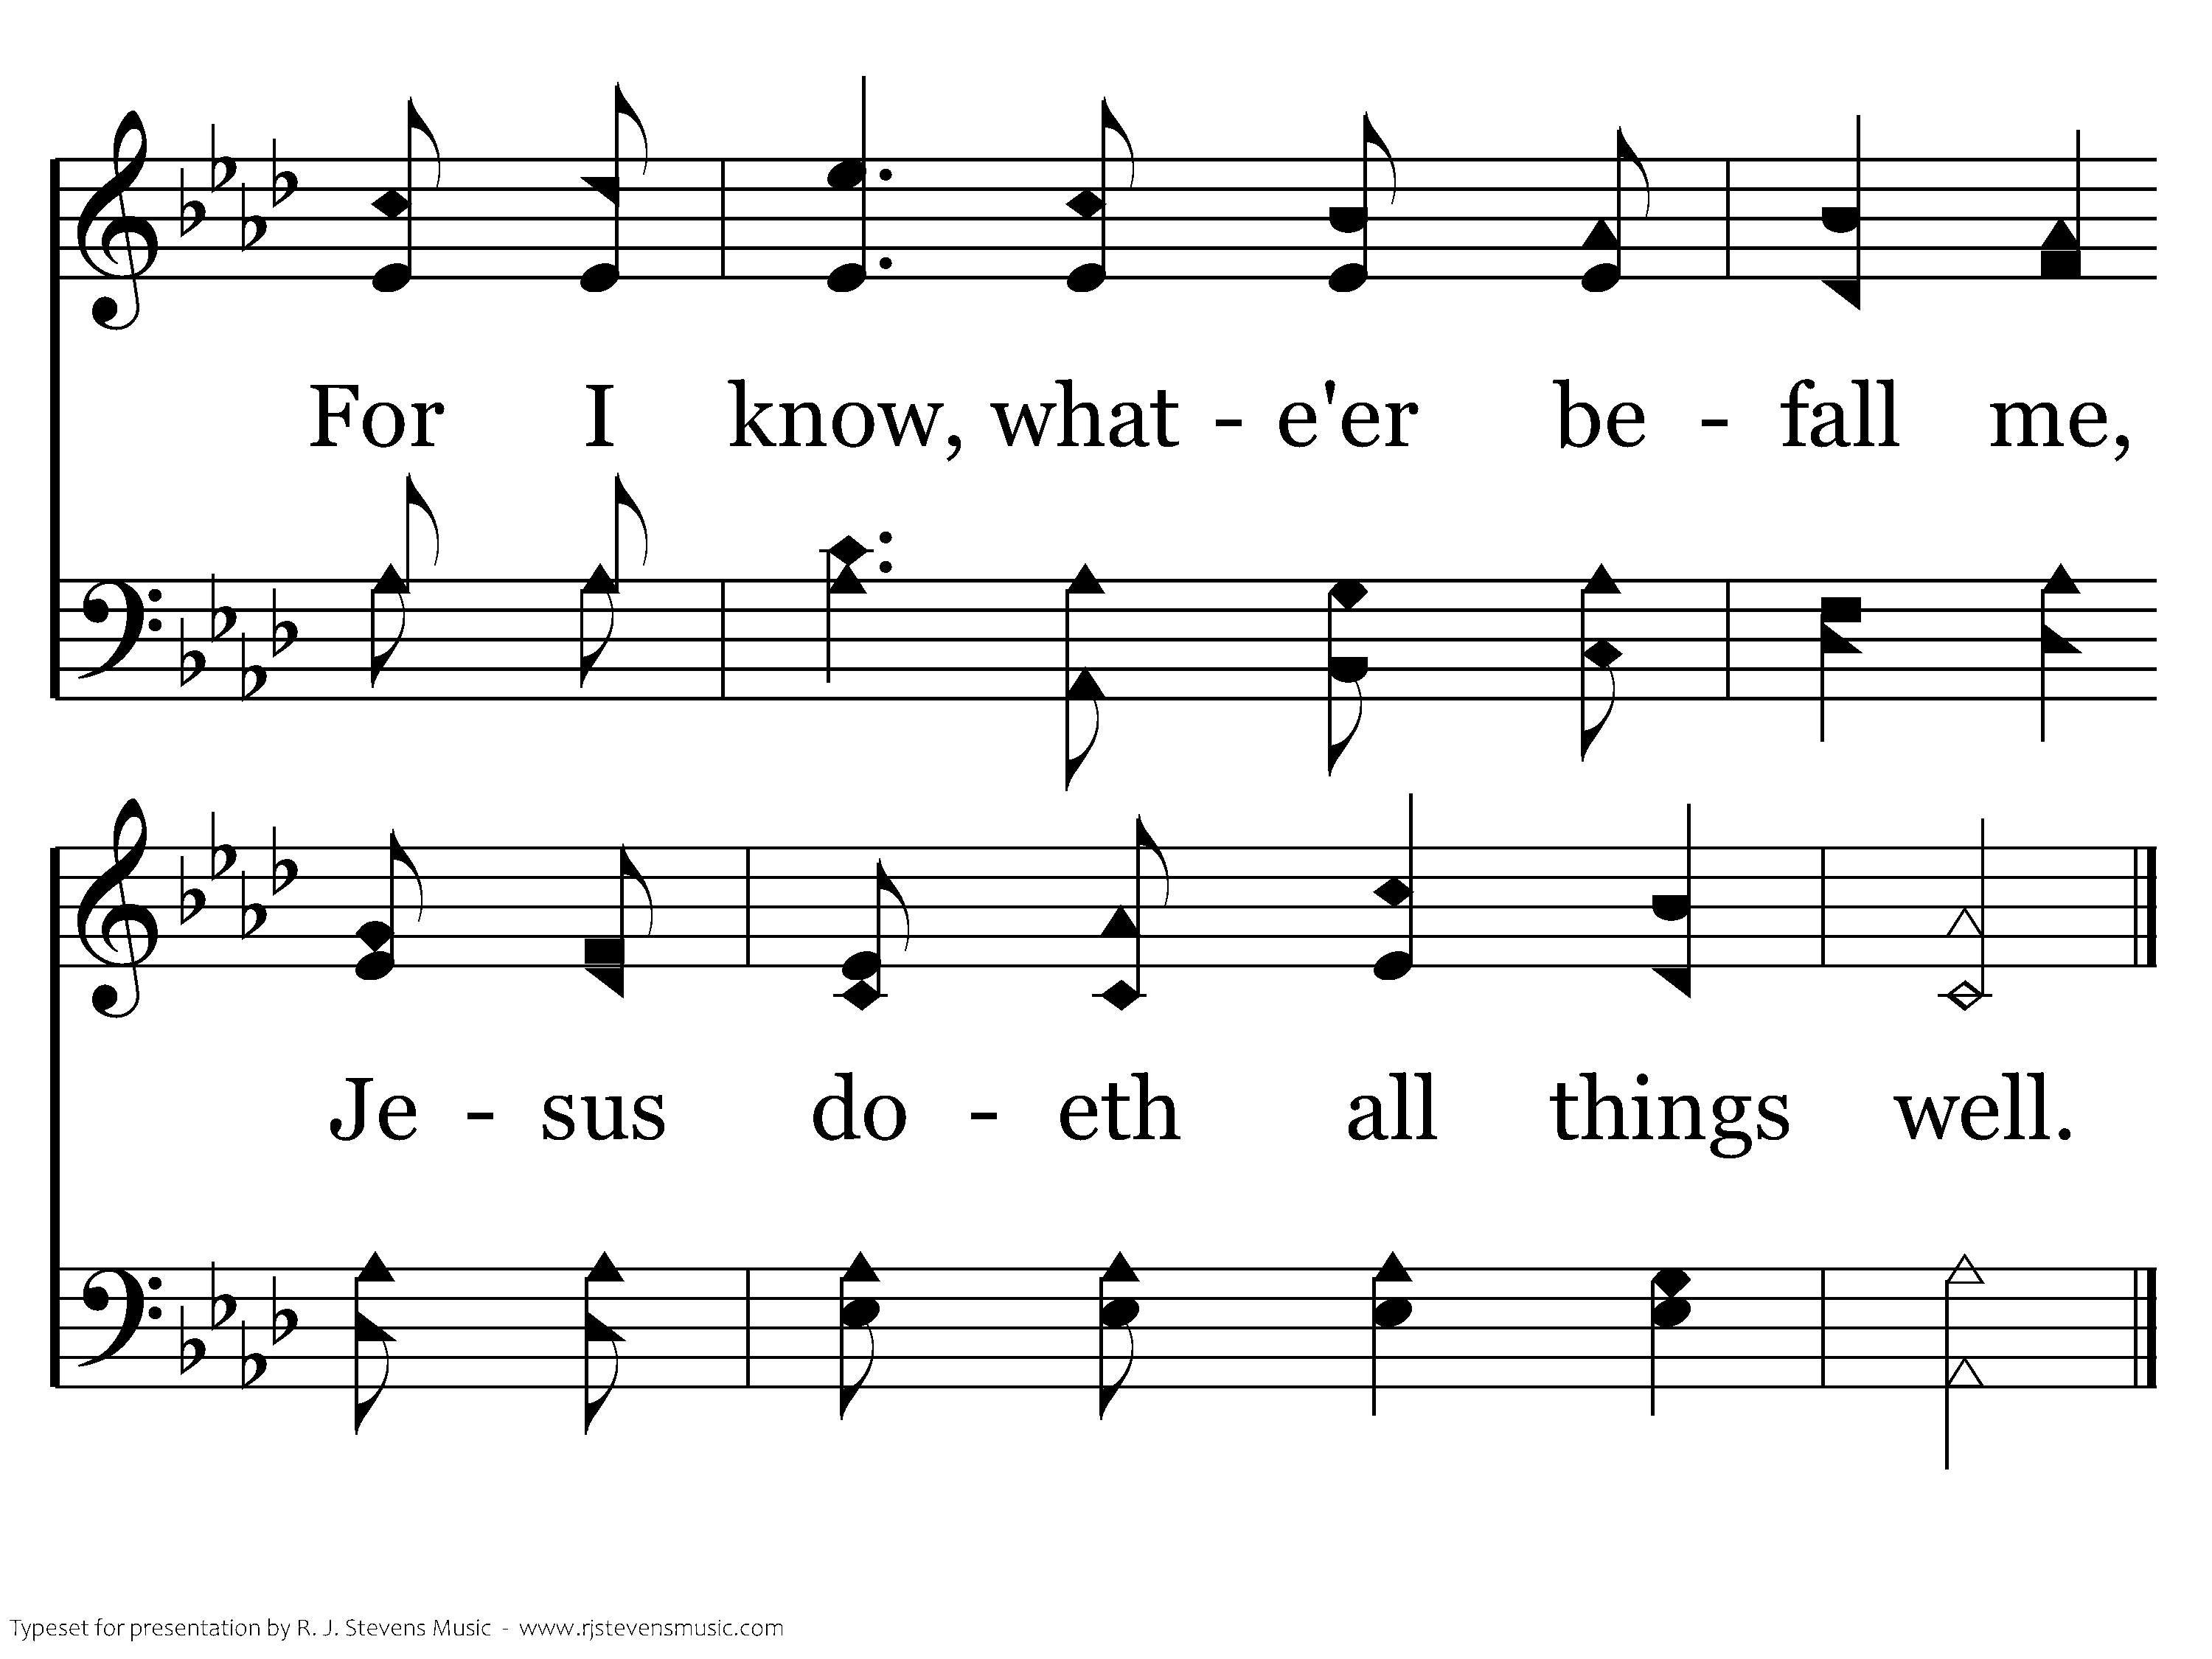 For I know, what - e'er be - fall me,
Je - sus do - eth all things well.
Typeset for presentation by R. J. Stevens Music - www.rjstevensmusic.com